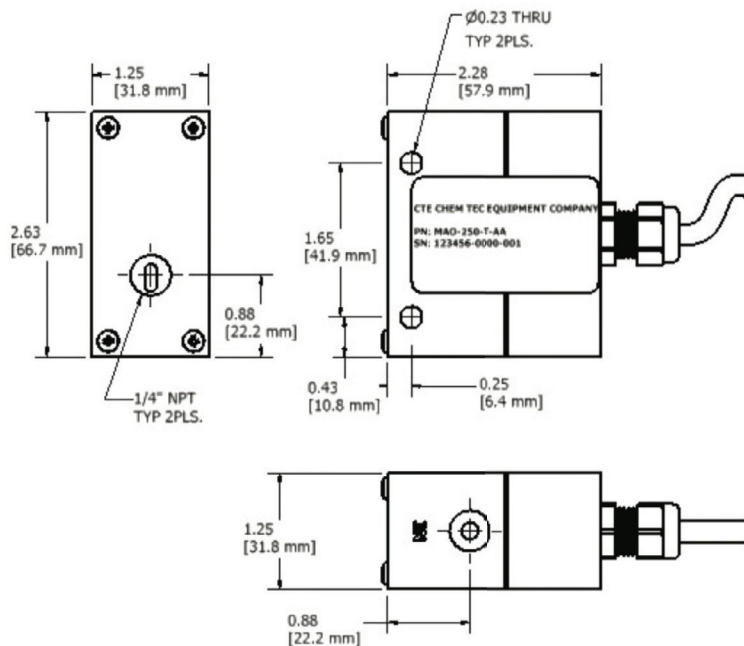 Ø0.23 THRU
TYP 2PLS.
1.25
[31.8 mm]
2.28
[57.9 mm]
2.63
[66.7 mm]
1.65
[41.9 mm]
CTE CHEM TEC EQUIPMENT COMPANY
PN: MAO-250-T-AA
SN: 123456-0000-001
0.88
[22.2 mm]
0.43
[10.8 mm]
0.25
[6.4 mm]
1/4" NPT
TYP 2PLS.
1.25
[31.8 mm]
0.88
[22.2 mm]